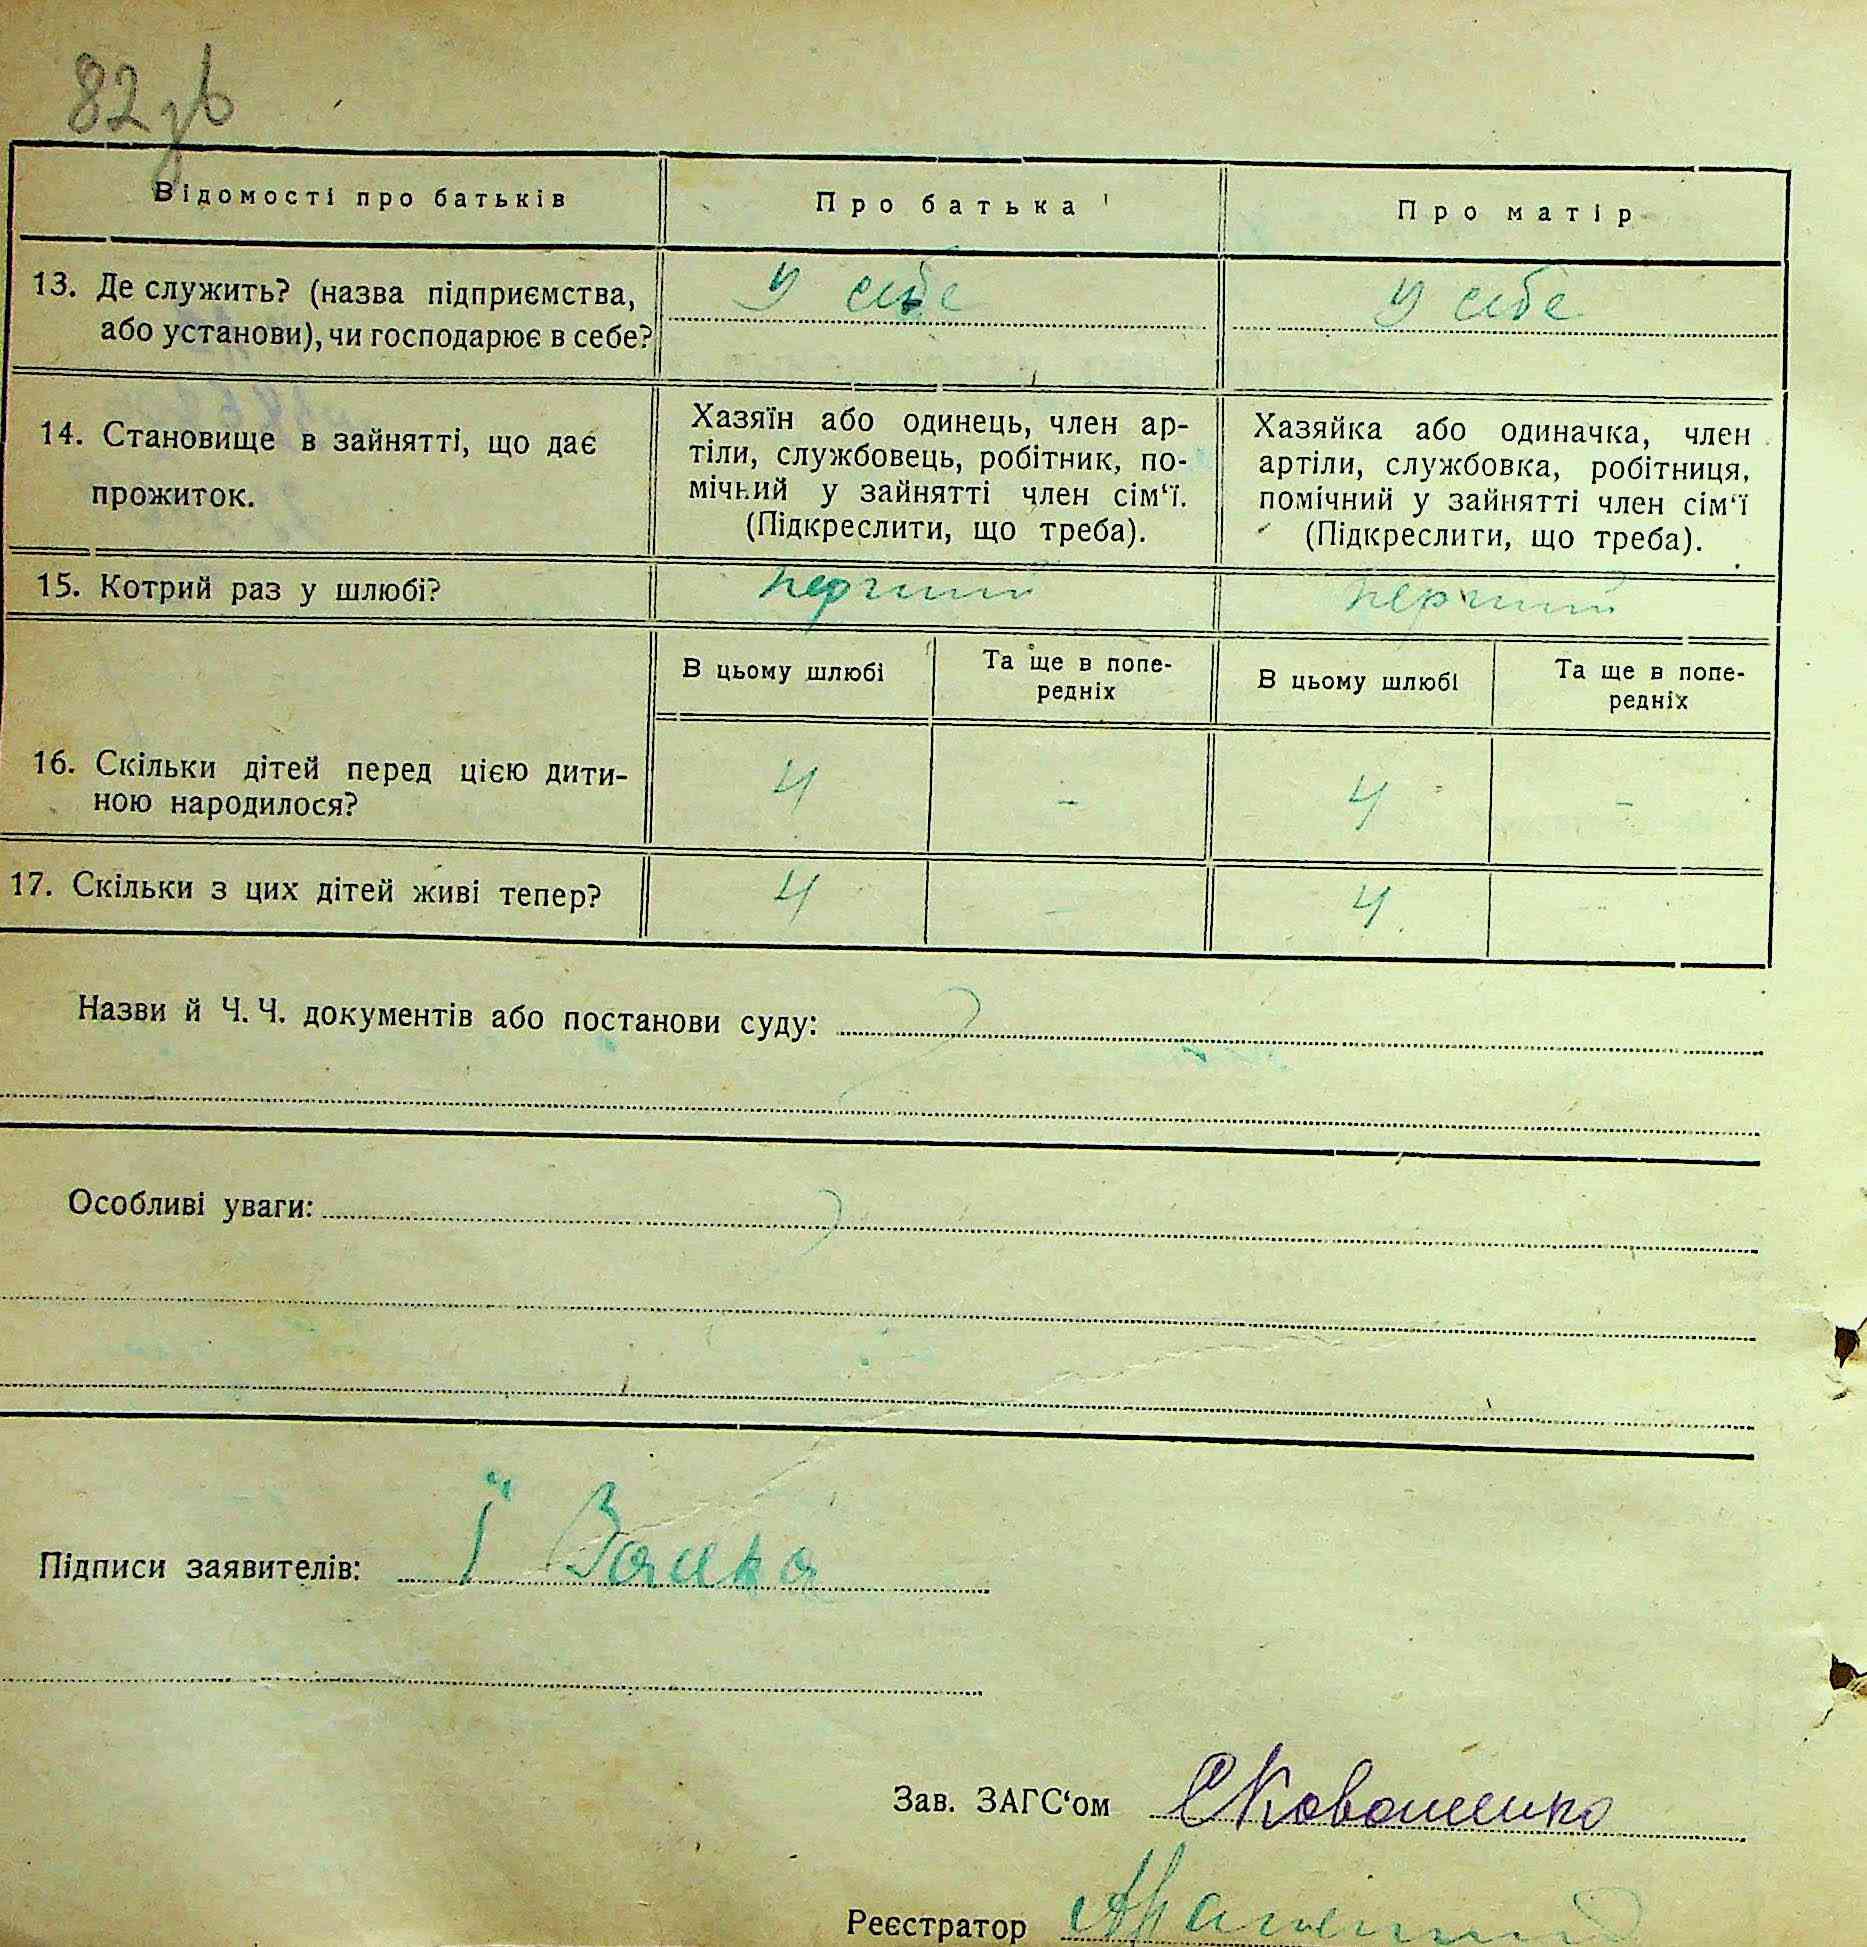 82 зв
Відомості про батьків
Про батька
Про матір
13. Де служить? (назва підприємства,
або установи), чи господарює в себе?
у себе
у себе
14. Становище в зайнятті, що дає
прожиток.
Хазяїн або одинець, член ар-
тіли, службовець, робітник, по-
мічний у зайнятті член сім‘ї.
(Підкреслити, що треба).
Хазяйка або одиначка, член
артіли, службовка, робітниця,
помічний у зайнятті член сім‘ї
(Підкреслити, що треба).
15. Котрий раз у шлюбі?
перший
перший
В цьому шлюбі
Та ще в попе-
редніх
В цьому шлюбі
Та ще в попе-
редніх
16. Скільки дітей перед цією дити-
ною народилося?
4
-
4
-
17. Скільки з цих дітей живі тепер?
4
-
4
Назви й Ч. Ч. документів або постанови суду:
Особливі уваги:
Підписи заявителів: Ї Заика
Зав. ЗАГС‘ом
Реєстратор